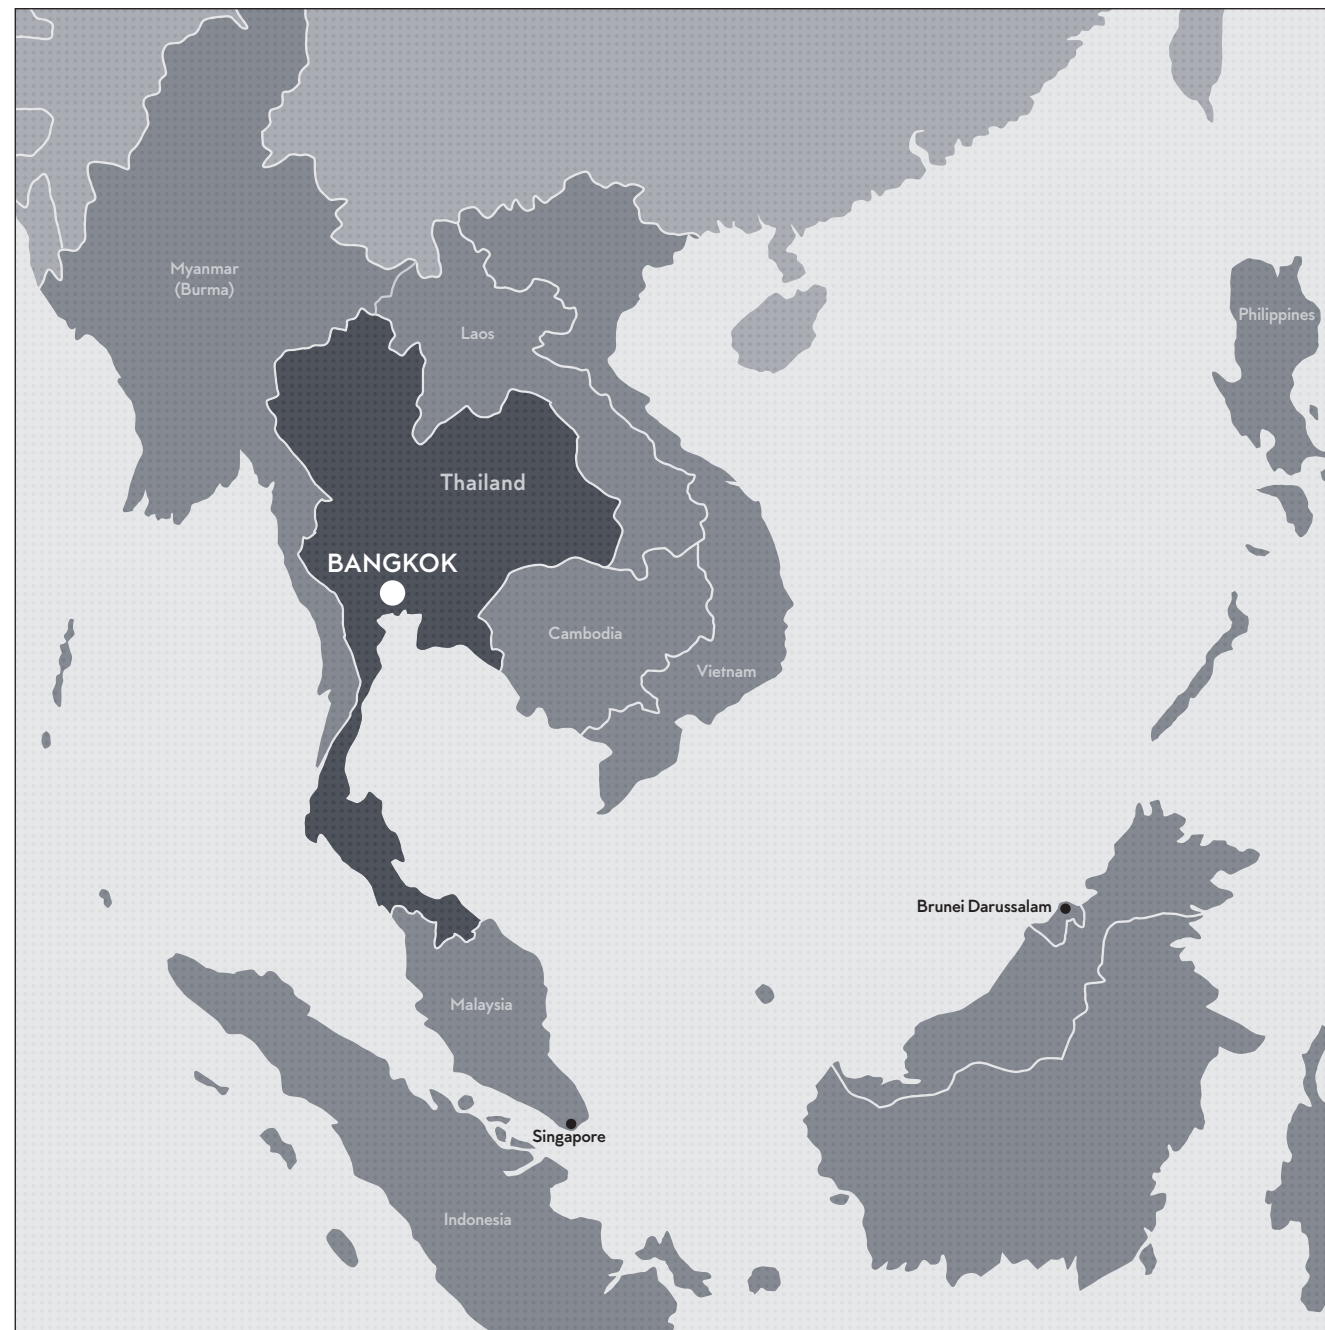 Myanmar
(Burma)
Laos
Philippines
Thailand
BANGKOK
Cambodia
Vietnam
Brunei Darussalam
Malaysia
Singapore
Indonesia